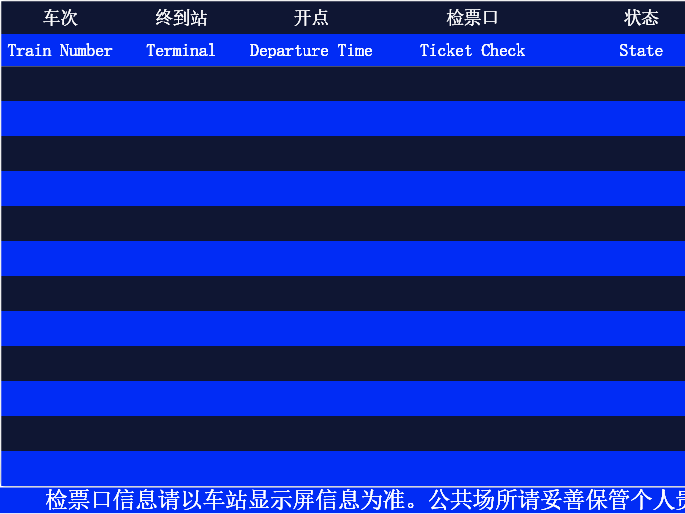 车次 终到站 开点 检票口 状态
Train Number Terminal Departure Time Ticket Check State
检票口信息请以车站显示屏信息为准。公共场所请妥善保管个人贵